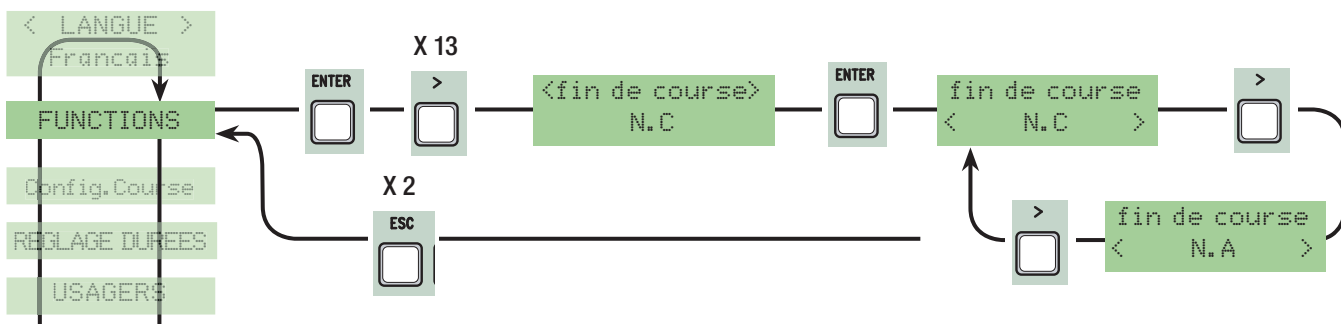 < LANGUE >
Francais
FUNCTIONS
Config.Course
REGLAGE DUREES
USAGERS
ENTER
X 13
>
<fin de course>
N.C
ENTER
fin de course
< N.C >
>
fin de course
< N.A >
>
X 2
ESC